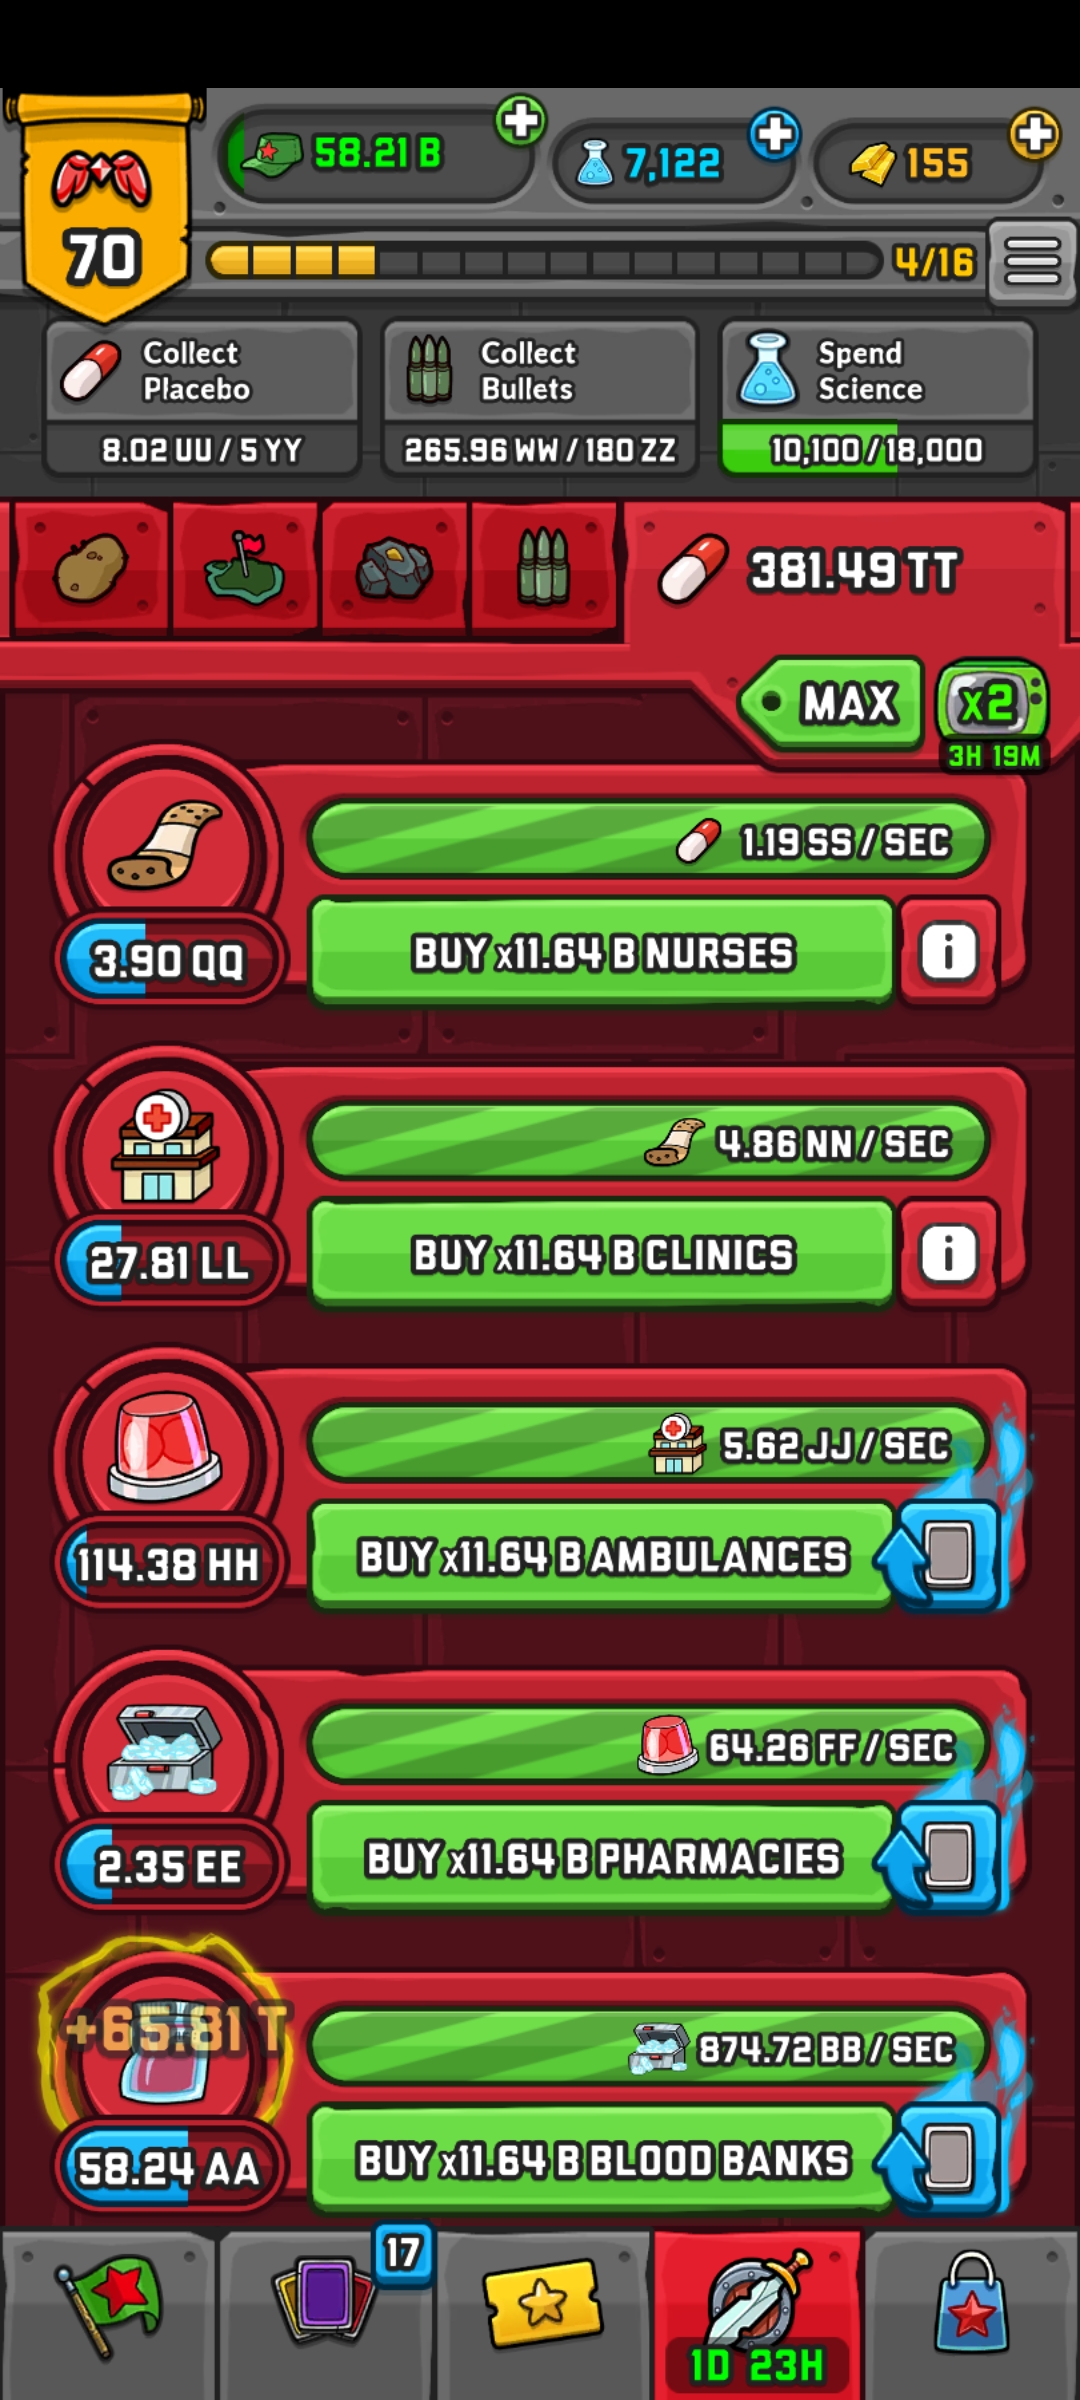 58.21 B
7,122
155
70
4/16
Collect
Placebo
8.02 UU / 5 YY
Collect
Bullets
265.96 WW / 180 ZZ
Spend
Science
10,100/18,000
381.49 TT
MAX
x2
3H 19M
1.19 SS / SEC
3.90 QQ
BUY x11.64 B NURSES
i
4.86 NN / SEC
27.81 LL
BUY x11.64 B CLINICS
i
5.62 JJ / SEC
114.38 HH
BUY x11.64 B AMBULANCES
64.26 FF / SEC
2.35 EE
BUY x11.64 B PHARMACIES
+65.81 T
874.72 BB / SEC
58.24 AA
BUY x11.64 B BLOOD BANKS
17
1D 23H